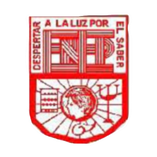 DESPERTAR A LA LUZ POR EL SABER
ENP